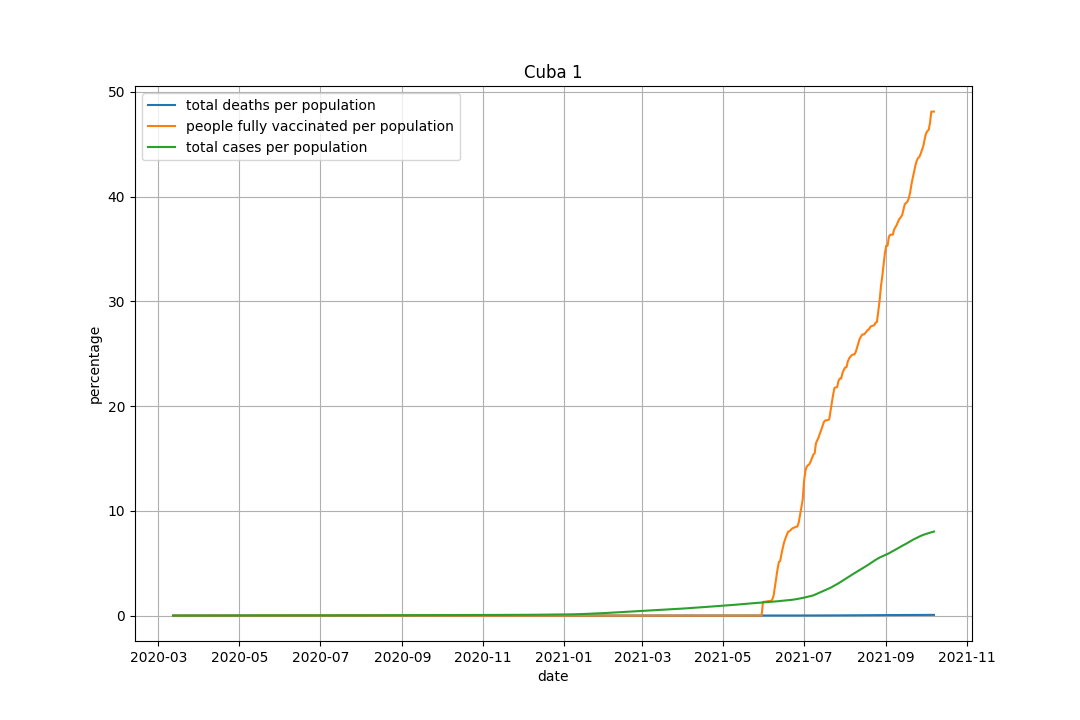 Cuba 1
total deaths per population
people fully vaccinated per population
total cases per population
percentage
50
40
30
20
10
0
2020-03 2020-05 2020-07 2020-09 2020-11 2021-01 2021-03 2021-05 2021-07 2021-09 2021-11
date